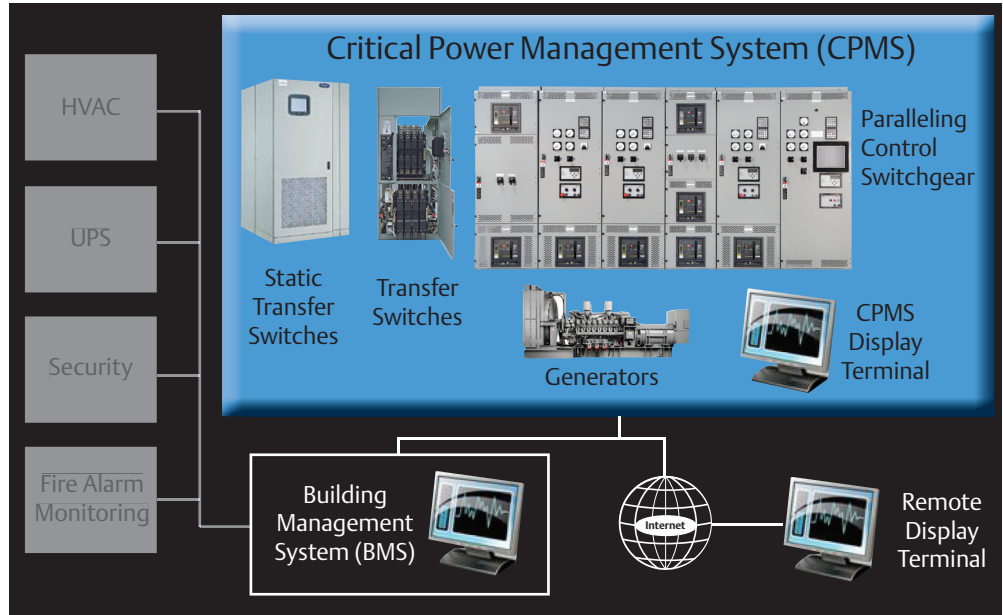 Critical Power Management System (CPMS)
HVAC
UPS
Security
Fire Alarm
Monitoring
Static
Transfer
Switches
Transfer
Switches
Paralleling
Control
Switchgear
Generators
CPMS
Display
Terminal
Building
Management
System (BMS)
Internet
Remote
Display
Terminal